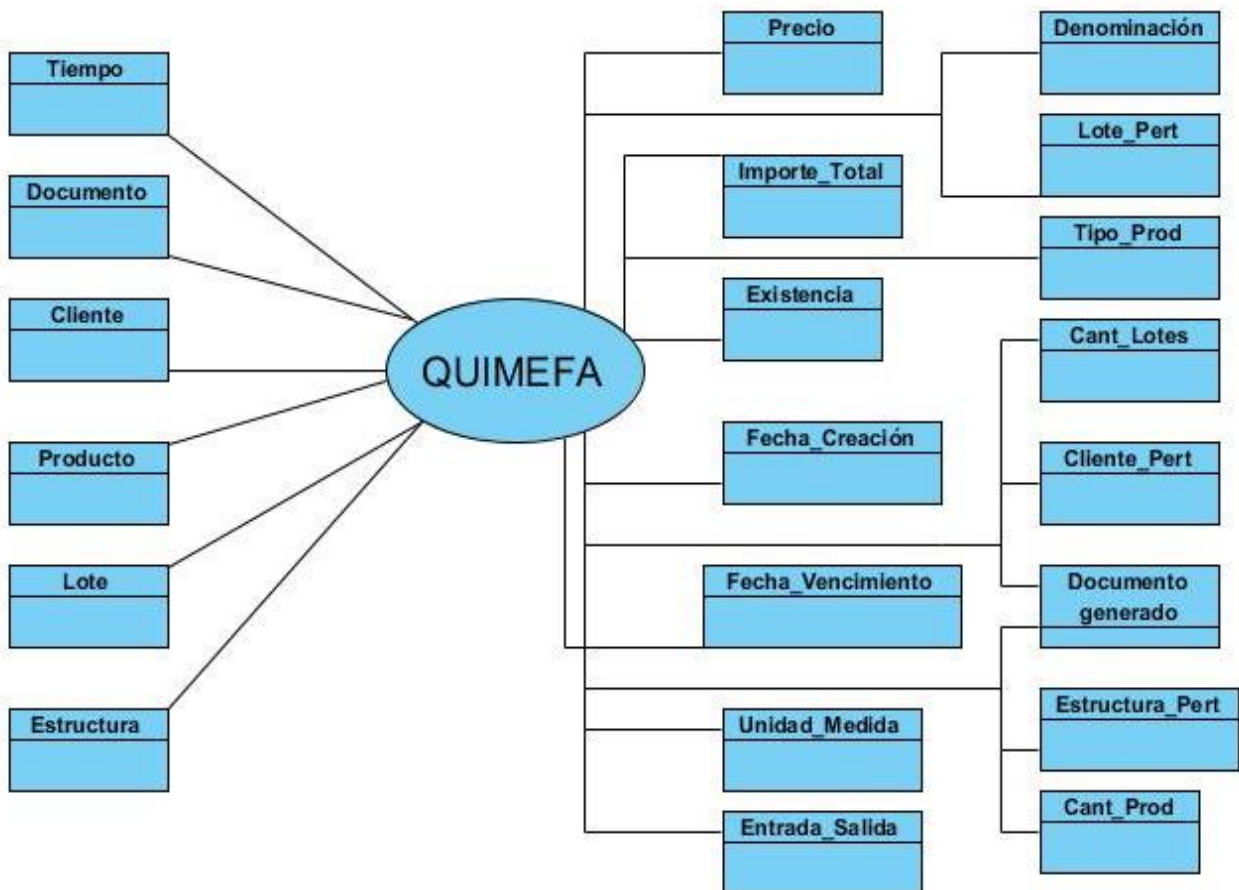 Tiempo
Documento
Cliente
Producto
Lote
Estructura
QUIMEFA
Precio
Importe_Total
Existencia
Fecha_Creación
Fecha_Vencimiento
Unidad_Medida
Entrada_Salida
Denominación
Lote_Pert
Tipo_Prod
Cant_Lotes
Cliente_Pert
Documento
generado
Estructura_Pert
Cant_Prod